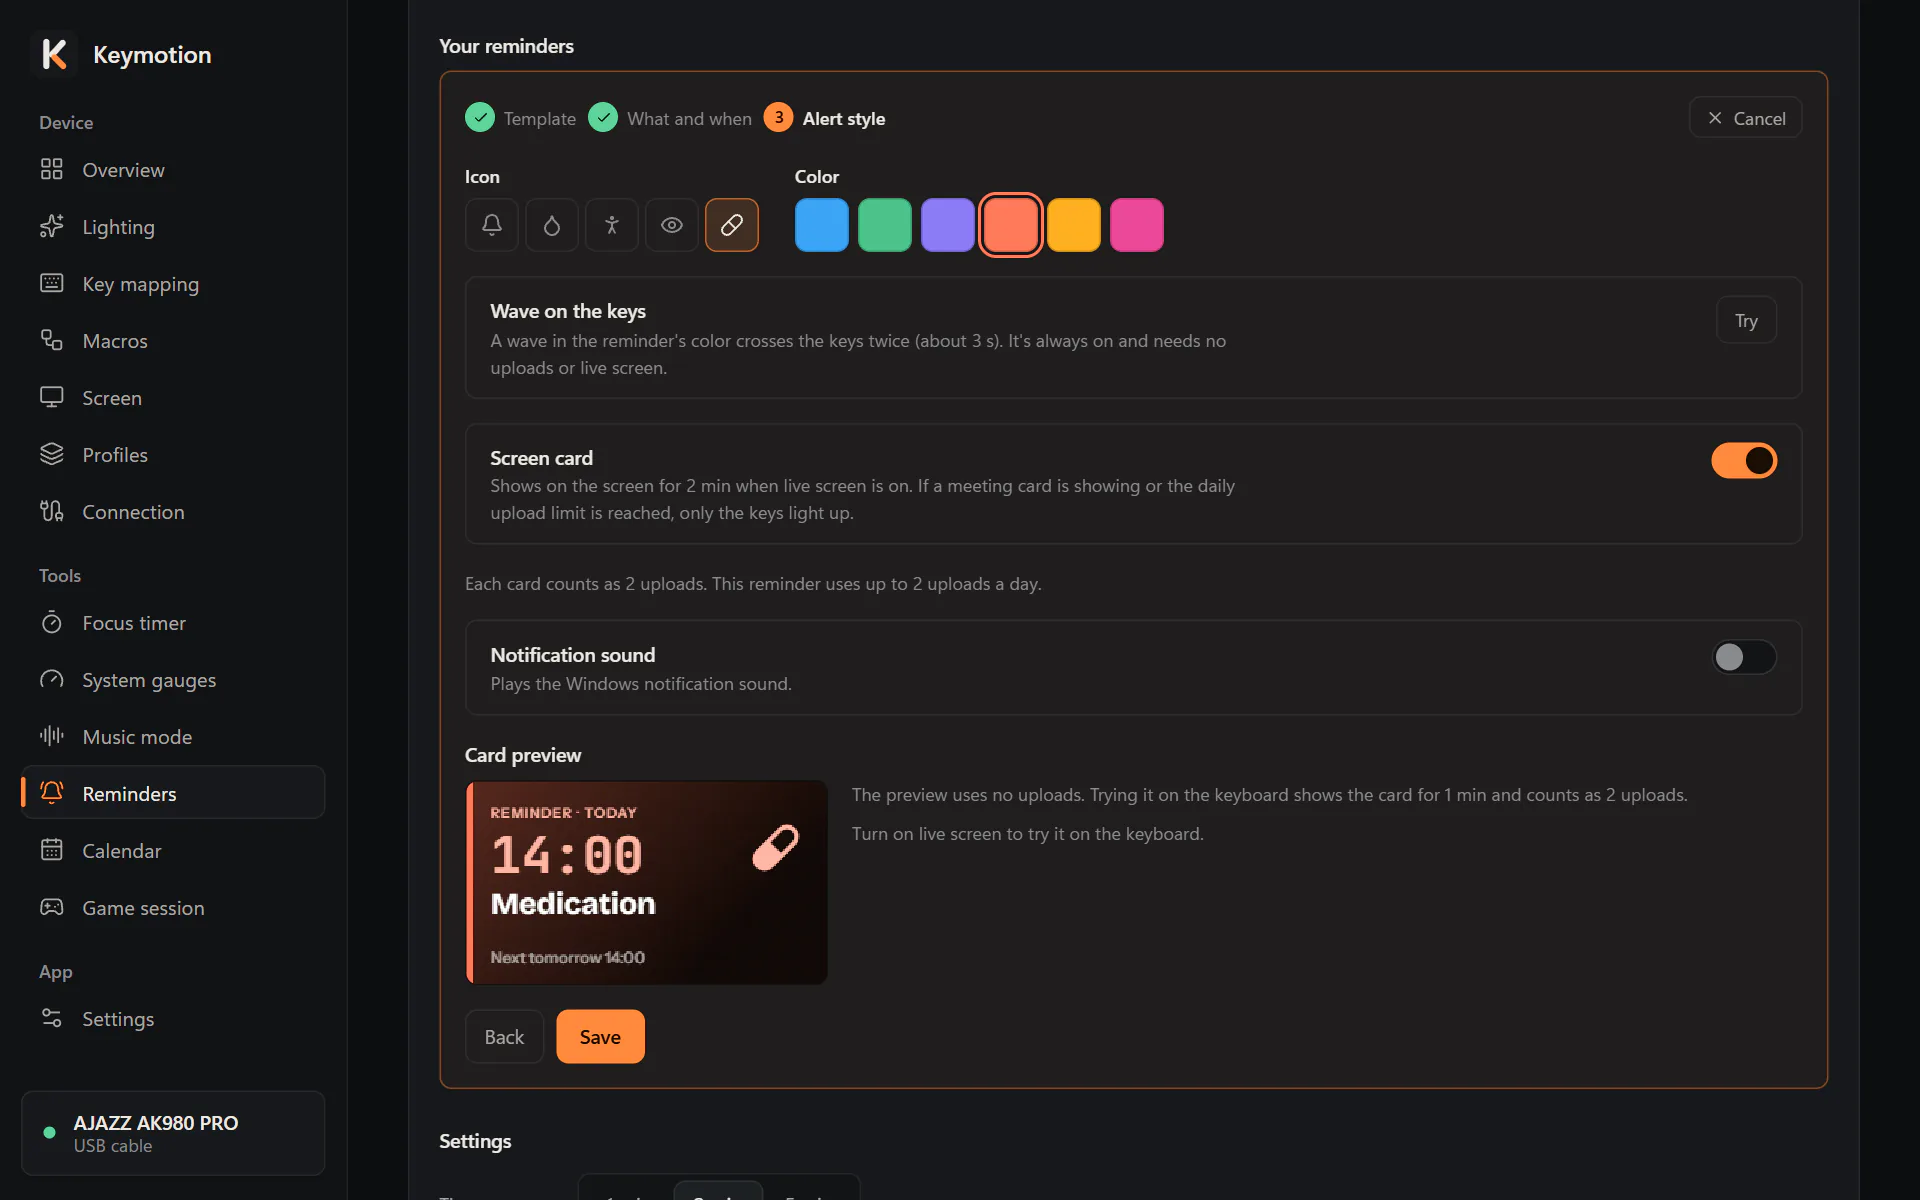 Keymotion
Device
Overview
Lighting
Key mapping
Macros
Screen
Profiles
Connection
Tools
Focus timer
System gauges
Music mode
Reminders
Calendar
Game session
App
Settings
AJAZZ AK980 PRO
USB cable
Your reminders
Template
What and when
3 Alert style
Cancel
Icon
Color
Wave on the keys
A wave in the reminder's color crosses the keys twice (about 3 s). It's always on and needs no
uploads or live screen.
Try
Screen card
Shows on the screen for 2 min when live screen is on. If a meeting card is showing or the daily
upload limit is reached, only the keys light up.
Each card counts as 2 uploads. This reminder uses up to 2 uploads a day.
Notification sound
Plays the Windows notification sound.
Card preview
REMINDER · TODAY
14:00
Medication
Next tomorrow 14:00
The preview uses no uploads. Trying it on the keyboard shows the card for 1 min and counts as 2 uploads.
Turn on live screen to try it on the keyboard.
Back
Save
Settings